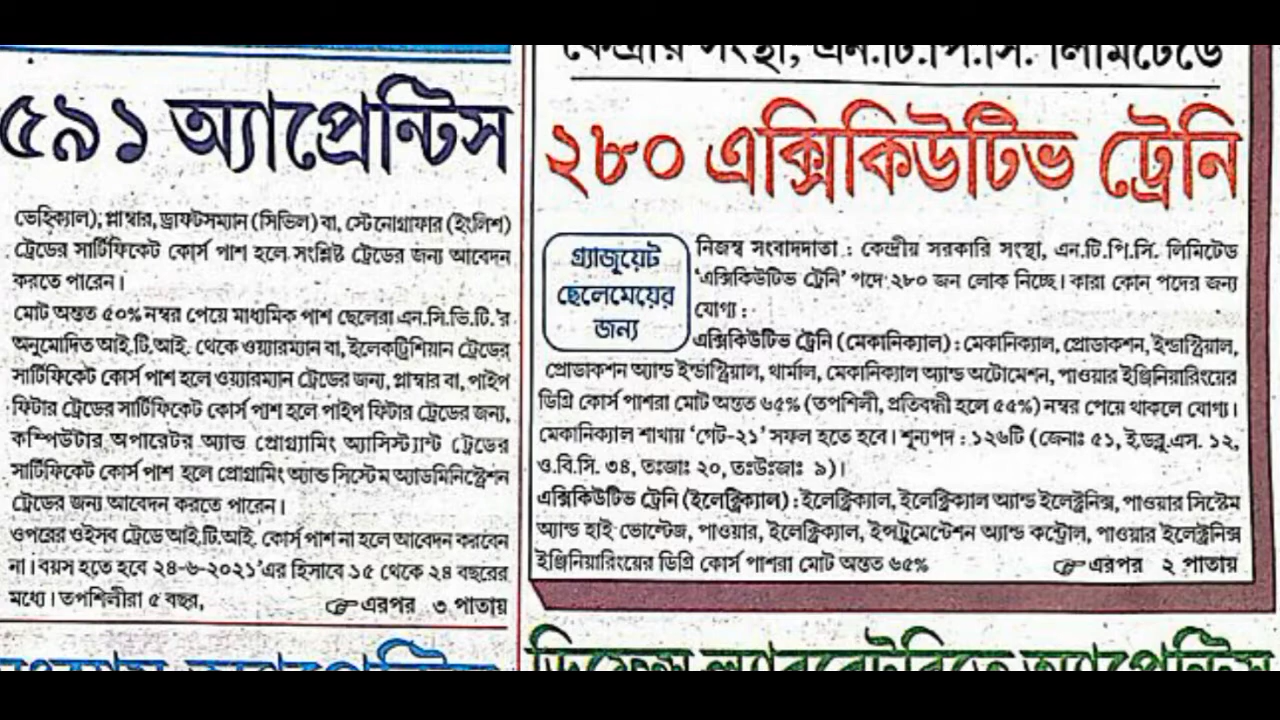 ৫৯১ অ্যাপ্রেন্টিস
ভেহিক্যাল), প্লাম্বার, ড্রাফটসম্যান (সিভিল) বা, স্টেনোগ্রাফার (ইংলিশ)
ট্রেডের সার্টিফিকেট কোর্স পাশ হলে সংশ্লিষ্ট ট্রেডের জন্য আবেদন
করতে পারেন।
মোট অন্তত ৫০% নম্বর পেয়ে মাধ্যমিক পাশ ছেলেরা এন.সি.ভি.টি.'র
অনুমোদিত আই.টি.আই. থেকে ওয়্যারম্যান বা, ইলেকট্রিশিয়ান ট্রেডের
সার্টিফিকেট কোর্স পাশ হলে ওয়্যারম্যান ট্রেডের জন্য, প্লাম্বার বা, পাইপ
ফিটার ট্রেডের সার্টিফিকেট কোর্স পাশ হলে পাইপ ফিটার ট্রেডের জন্য,
কম্পিউটার অপারেটর অ্যান্ড প্রোগ্র্যামিং অ্যাসিস্ট্যান্ট ট্রেডের
সার্টিফিকেট কোর্স পাশ হলে প্রোগ্রামিং অ্যান্ড সিস্টেম অ্যাডমিনিস্ট্রেশন
ট্রেডের জন্য আবেদন করতে পারেন।
ওপরের ওইসব ট্রেডে আই.টি.আই. কোর্স পাশ না হলে আবেদন করবেন
না। বয়স হতে হবে ২৪-৬-২০২১'এর হিসাবে ১৫ থেকে ২৪ বছরের
মধ্যে। তপশিলীরা ৫ বছর, ☞ এরপর ৩ পাতায়
কেন্দ্রীয় সংস্থা, এন.টি.পি.সি. লিমিটেডে
২৮০ এক্সিকিউটিভ ট্রেনি
গ্র্যাজুয়েট
ছেলেমেয়ের
জন্য
নিজস্ব সংবাদদাতা : কেন্দ্রীয় সরকারি সংস্থা, এন.টি.পি.সি. লিমিটেড
'এক্সিকিউটিভ ট্রেনি' পদে ২৮০ জন লোক নিচ্ছে। কারা কোন পদের জন্য
যোগ্য :
এক্সিকিউটিভ ট্রেনি (মেকানিক্যাল) : মেকানিক্যাল, প্রোডাকশন, ইন্ডাস্ট্রিয়াল,
প্রোডাকশন অ্যান্ড ইন্ডাস্ট্রিয়াল, থার্মাল, মেকানিক্যাল অ্যান্ড অটোমেশন, পাওয়ার ইঞ্জিনিয়ারিংয়ের
ডিগ্রি কোর্স পাশরা মোট অন্তত ৬৫% (তপশিলী, প্রতিবন্ধী হলে ৫৫%) নম্বর পেয়ে থাকলে যোগ্য।
মেকানিক্যাল শাখায় 'গেট-২১' সফল হতে হবে। শূন্যপদ : ১২৬টি (জেনাঃ ৫১, ই.ডব্লু.এস. ১২,
ও.বি.সি. ৩৪, তঃজাঃ ২০, তঃউঃজাঃ ৯)।
এক্সিকিউটিভ ট্রেনি (ইলেক্ট্রিক্যাল) : ইলেক্ট্রিক্যাল, ইলেক্ট্রিক্যাল অ্যান্ড ইলেক্ট্রনিক্স, পাওয়ার সিস্টেম
অ্যান্ড হাই ভোল্টেজ, পাওয়ার, ইলেক্ট্রিক্যাল, ইন্সট্রুমেন্টেশন অ্যান্ড কন্ট্রোল, পাওয়ার ইলেক্ট্রনিক্স
ইঞ্জিনিয়ারিংয়ের ডিগ্রি কোর্স পাশরা মোট অন্তত ৬৫% ☞ এরপর ২ পাতায়